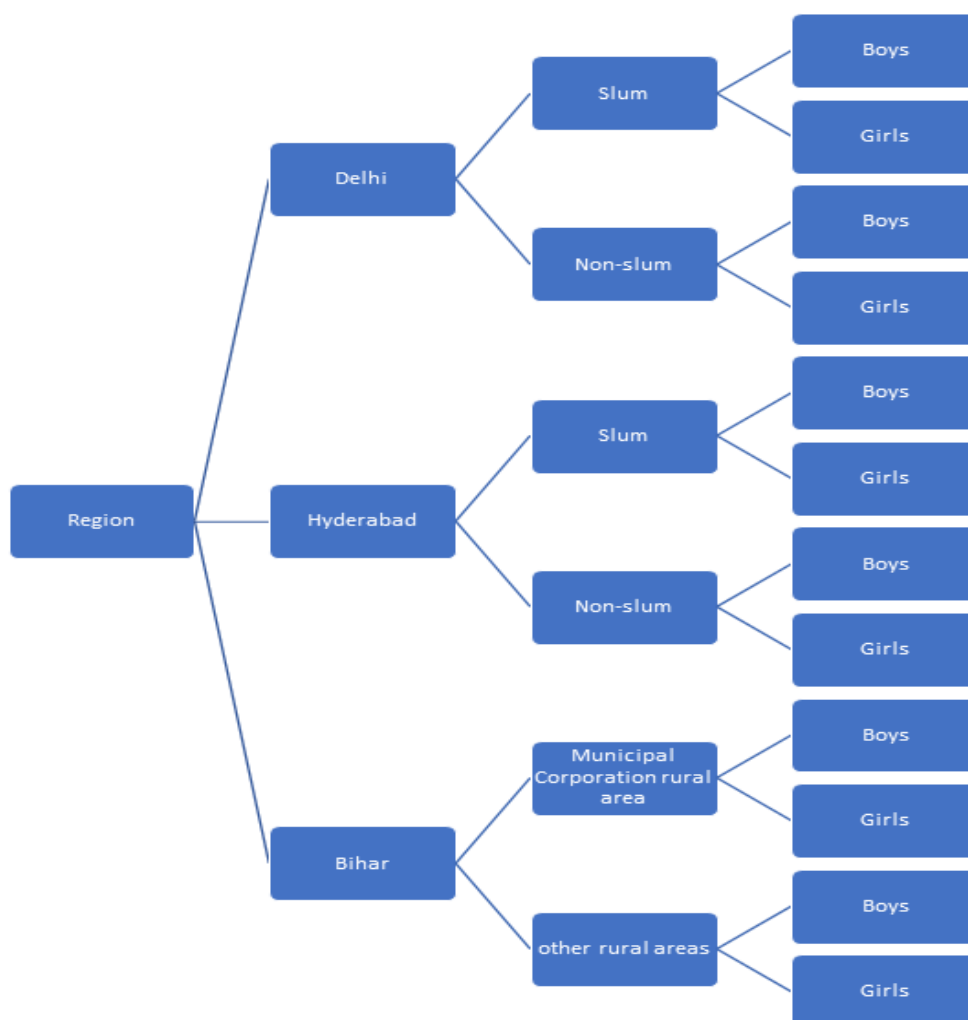 Region
Delhi
Slum
Boys
Girls
Non-slum
Boys
Girls
Hyderabad
Slum
Boys
Girls
Non-slum
Boys
Girls
Bihar
Municipal
Corporation rural
area
Boys
Girls
other rural areas
Boys
Girls